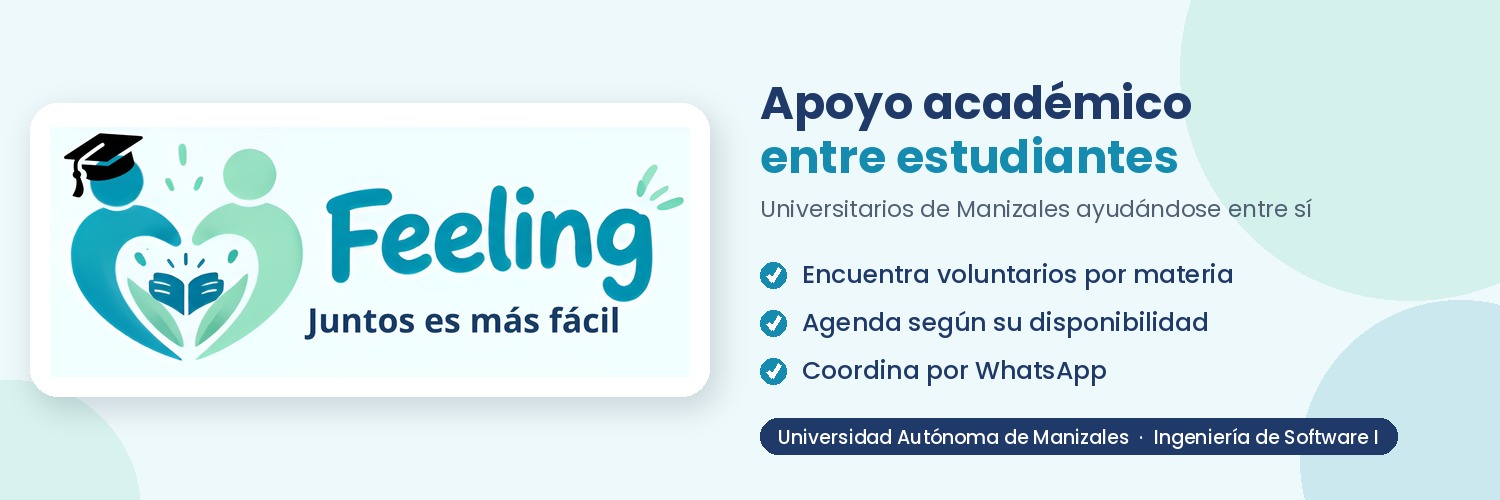 Feeling
Juntos es más fácil
Apoyo académico
entre estudiantes
Universitarios de Manizales ayudándose entre sí
Encuentra voluntarios por materia
Agenda según su disponibilidad
Coordina por WhatsApp
Universidad Autónoma de Manizales · Ingeniería de Software I